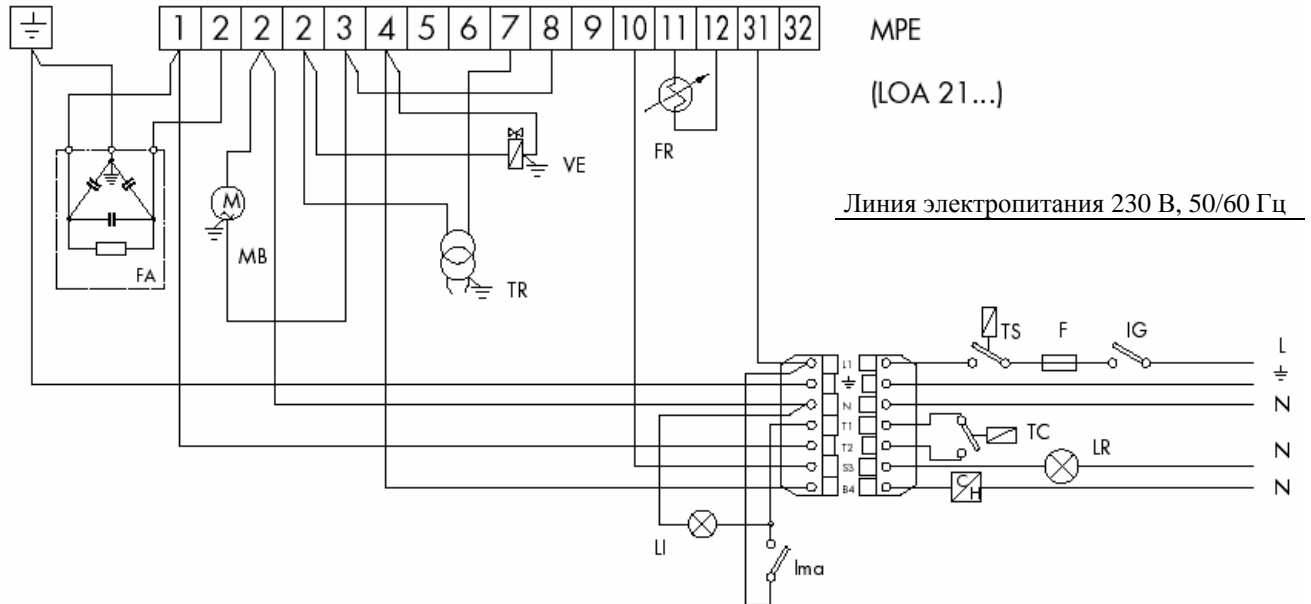 1 2 2 2 3 4 5 6 7 8 9 10 11 12 31 32
MPE
(LOA 21...)
FR
VE
Линия электропитания 230 В, 50/60 Гц
M
MB
FA
TR
TS F IG
L1
L
N
N
T1
TC
T2
LR
N
S3
B4
C/H
N
LI
Ima